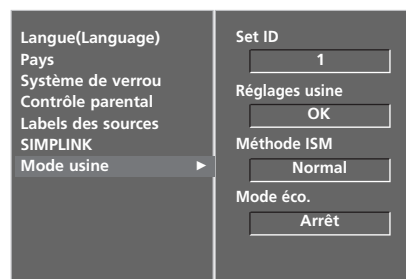 Langue(Language)
Pays
Système de verrou
Contrôle parental
Labels des sources
SIMPLINK
Mode usine ►
Set ID
1
Réglages usine
OK
Méthode ISM
Normal
Mode éco.
Arrêt